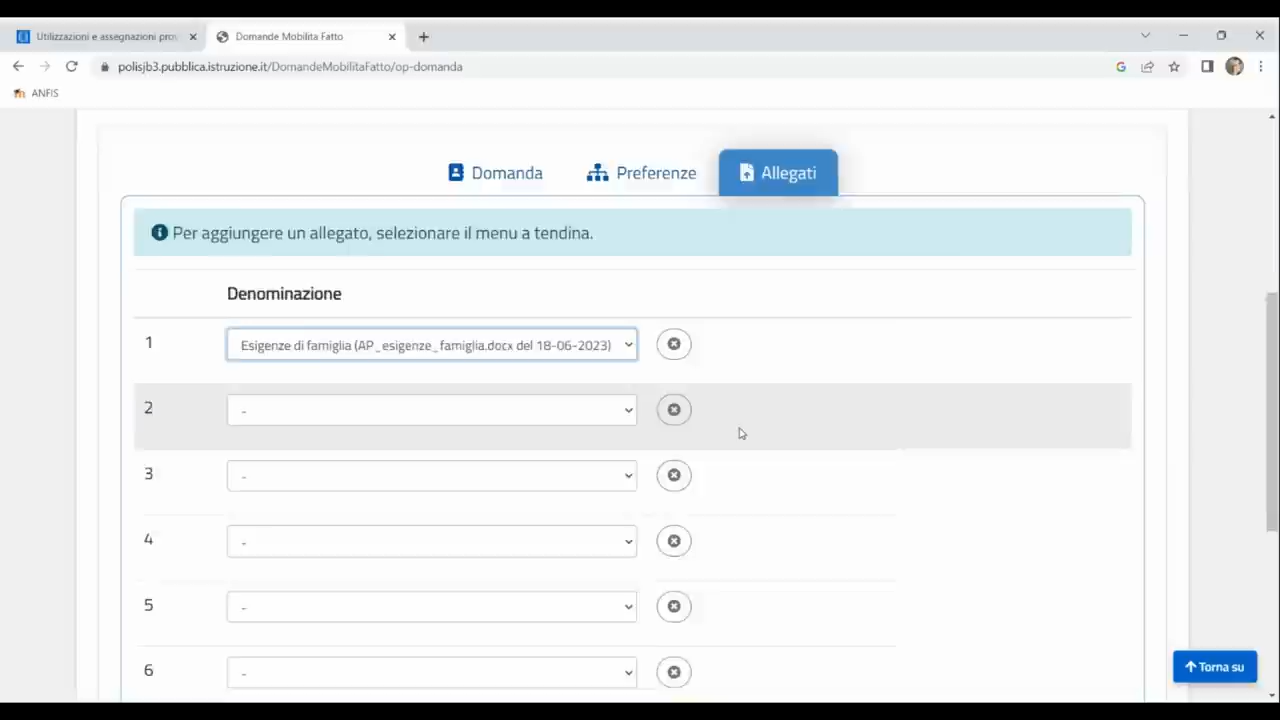 Utilizzazioni e assegnazioni prov
Domande Mobilita Fatto
polisjb3.pubblica.istruzione.it/DomandeMobilitaFatto/op-domanda
ANFIS
Domanda
Preferenze
Allegati
Per aggiungere un allegato, selezionare il menu a tendina.
Denominazione
1 Esigenze di famiglia (AP_esigenze_famiglia.docx del 18-06-2023)
2 -
3 -
4 -
5 -
6 -
Torna su